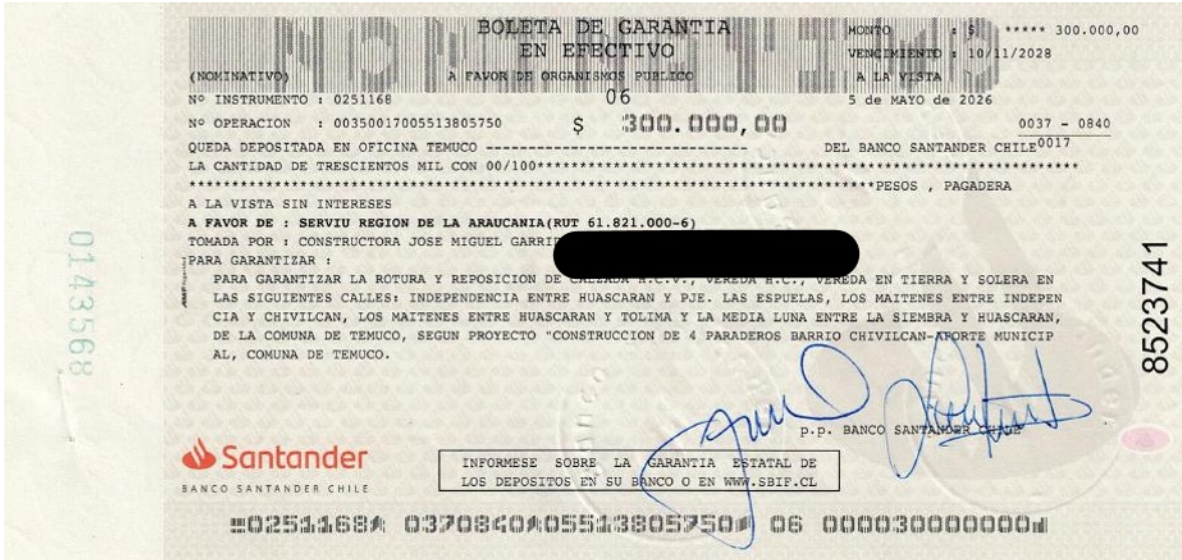 BOLETA DE GARANTIA
EN EFECTIVO
MONTO : $ ***** 300.000,00
VENCIMIENTO : 10/11/2028
(NOMINATIVO) A FAVOR DE ORGANISMOS PUBLICO A LA VISTA
Nº INSTRUMENTO : 0251168 06 5 de MAYO de 2026
Nº OPERACION : 00350017005513805750 $ 300.000,00 0037 - 0840
QUEDA DEPOSITADA EN OFICINA TEMUCO ------------------------------ DEL BANCO SANTANDER CHILE 0017
LA CANTIDAD DE TRESCIENTOS MIL CON 00/100**********************************************************************
****************************************************************************PESOS , PAGADERA
A LA VISTA SIN INTERESES
A FAVOR DE : SERVIU REGION DE LA ARAUCANIA(RUT 61.821.000-6)
TOMADA POR : CONSTRUCTORA JOSE MIGUEL
PARA GARANTIZAR :
PARA GARANTIZAR LA ROTURA Y REPOSICION DE CALZADA H.C.V., VEREDA H.C., VEREDA EN TIERRA Y SOLERA EN
LAS SIGUIENTES CALLES: INDEPENDENCIA ENTRE HUASCARAN Y PJE. LAS ESPUELAS, LOS MAITENES ENTRE INDEPEN
CIA Y CHIVILCAN, LOS MAITENES ENTRE HUASCARAN Y TOLIMA Y LA MEDIA LUNA ENTRE LA SIEMBRA Y HUASCARAN,
DE LA COMUNA DE TEMUCO, SEGUN PROYECTO "CONSTRUCCION DE 4 PARADEROS BARRIO CHIVILCAN-APORTE MUNICIP
AL, COMUNA DE TEMUCO.
p.p. BANCO SANTANDER CHILE
Santander
BANCO SANTANDER CHILE
INFORMESE SOBRE LA GARANTIA ESTATAL DE
LOS DEPOSITOS EN SU BANCO O EN WWW.SBIF.CL
0251168 0370840 05513805750 06 000030000000
0143568
8523741